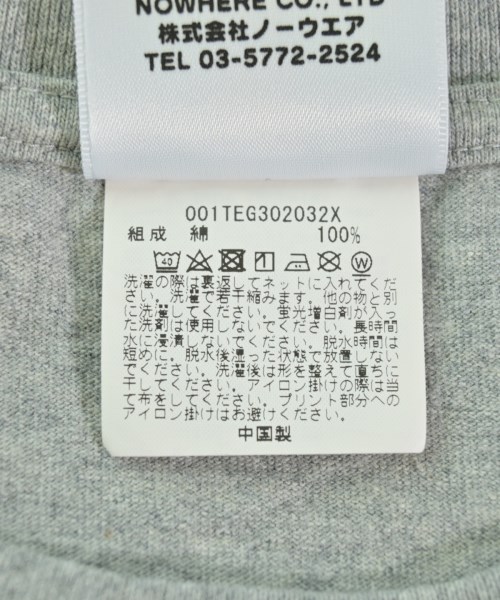 NOWHERE CO., LTD
株式会社ノーウエア
TEL 03-5772-2524
001TEG302032X
組成 綿 100%
40 W
洗濯の際は裏返してネットに入れてくだ
さい。洗濯で若干縮みます。他の物と別
に洗濯してください。蛍光増白剤が入っ
た洗剤は使用しないでください。長時間
水に浸漬しないでください。脱水時間は
短めに。脱水後湿った状態で放置しない
でください。洗濯後は形を整えて直ちに
干してください。アイロン掛けの際は当
て布をしてください。プリント部分への
アイロン掛けはお避けください。
中国製